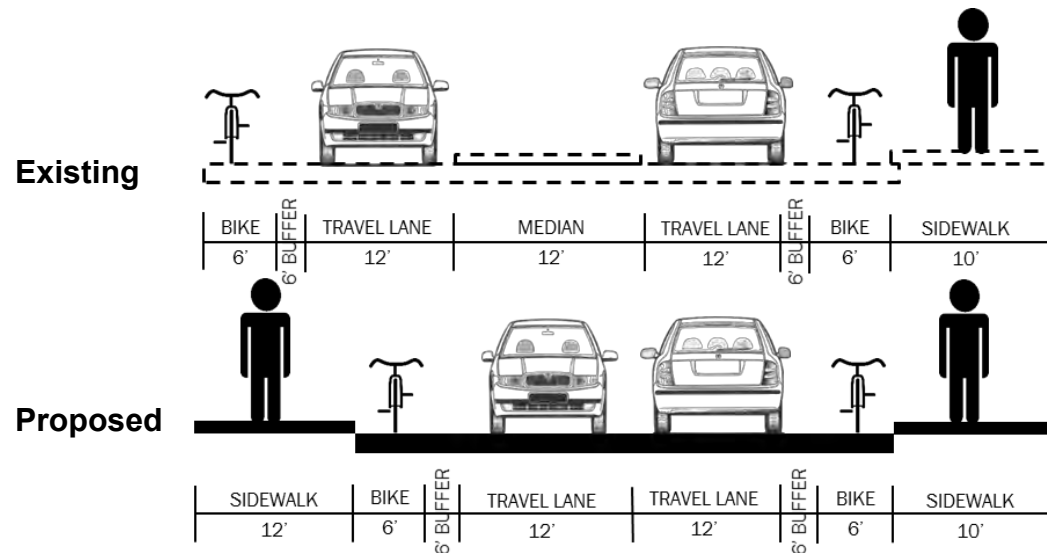 Existing
BIKE 6' BUFFER TRAVEL LANE MEDIAN TRAVEL LANE 6' BUFFER BIKE SIDEWALK
6' 12' 12' 12' 6' 10'
Proposed
SIDEWALK BIKE 6' BUFFER TRAVEL LANE TRAVEL LANE 6' BUFFER BIKE SIDEWALK
12' 6' 12' 12' 6' 10'